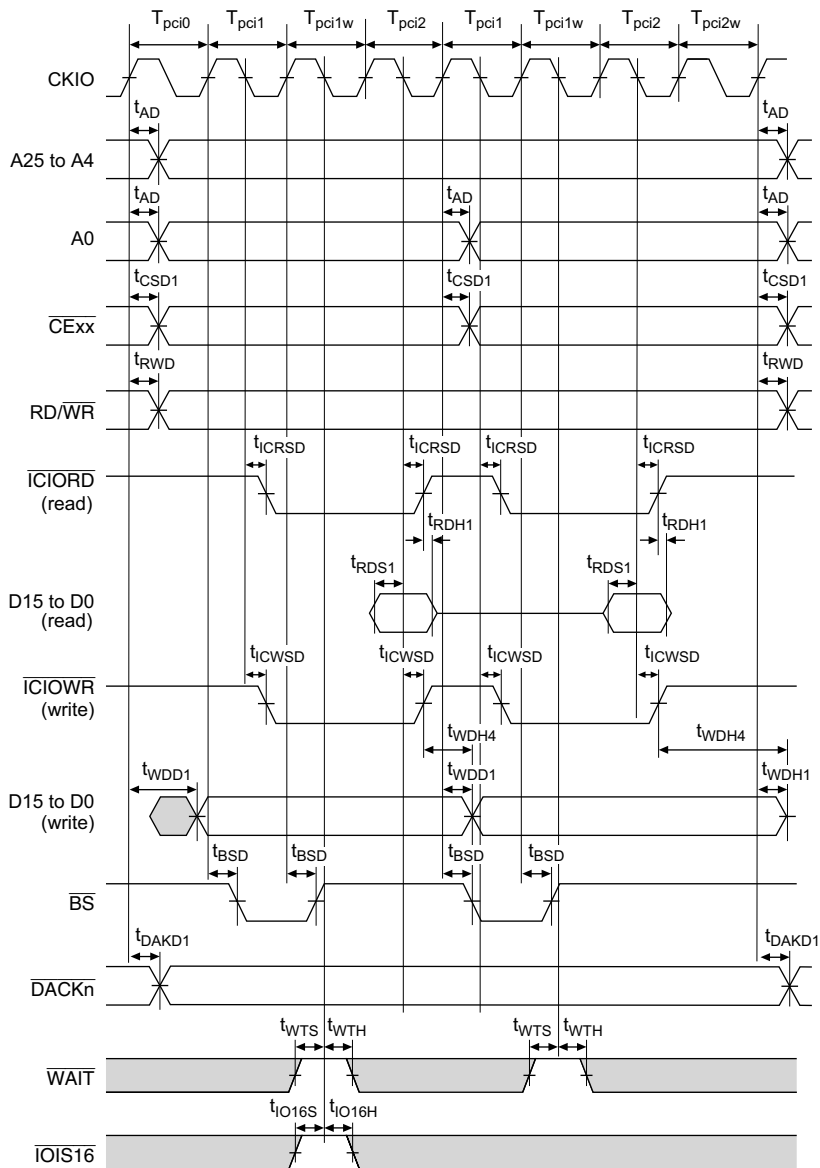 Tpci0 Tpci1 Tpci1w Tpci2 Tpci1 Tpci1w Tpci2 Tpci2w
CKIO
tAD tAD
A25 to A4
tAD tAD tAD
A0
tCSD1 tCSD1 tCSD1
CExx
tRWD tRWD
RD/WR
tICRSD tICRSD tICRSD tICRSD
ICIORD
(read)
tRDH1 tRDH1
tRDS1 tRDS1
D15 to D0
(read)
tICWSD tICWSD tICWSD tICWSD
ICIOWR
(write)
tWDH4 tWDH4
tWDD1 tWDD1 tWDH1
D15 to D0
(write)
tBSD tBSD tBSD tBSD
BS
tDAKD1 tDAKD1
DACKn
tWTS tWTH tWTS tWTH
WAIT
tIO16S tIO16H
IOIS16